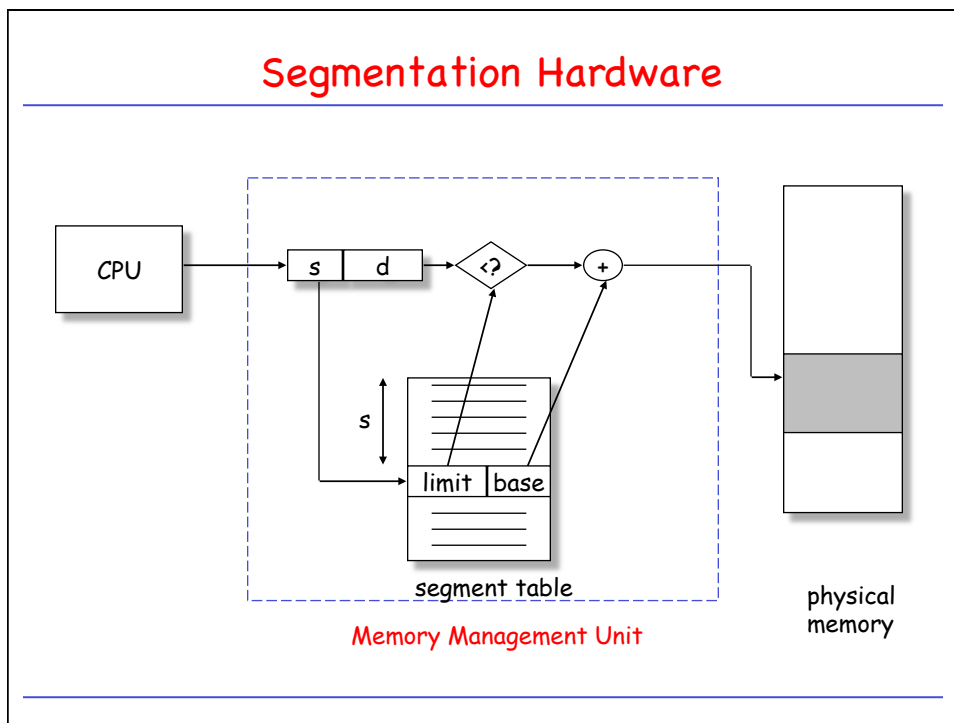 Segmentation Hardware
CPU
s d
<?
+
s
limit base
segment table
Memory Management Unit
physical
memory